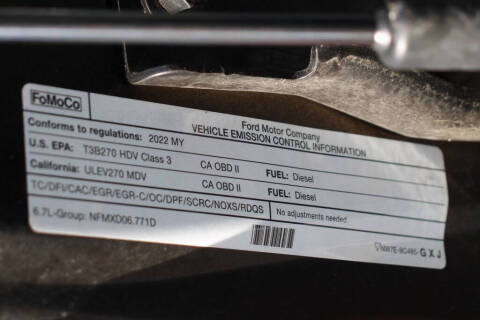 FoMoCo
Ford Motor Company
VEHICLE EMISSION CONTROL INFORMATION
Conforms to regulations: 2022 MY
U.S. EPA: T3B270 HDV Class 3 CA OBD II FUEL: Diesel
California: ULEV270 MDV CA OBD II FUEL: Diesel
TC/DFI/CAC/EGR/EGR-C/OC/DPF/SCRC/NOXS/RDQS No adjustments needed
6.7L-Group: NFMXD06.771D
GXJ